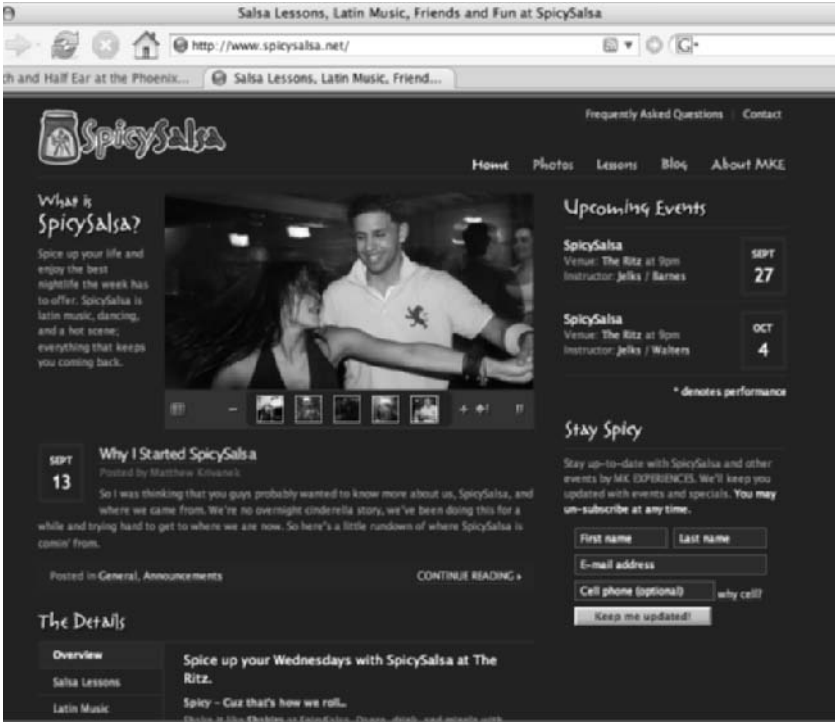 Salsa Lessons, Latin Music, Friends and Fun at SpicySalsa
http://www.spicysalsa.net/
G
ch and Half Ear at the Phoenix...
Salsa Lessons, Latin Music, Friend...
Frequently Asked Questions | Contact
SpicySalsa
Home Photos Lessons Blog About MKE
What is
SpicySalsa?
Spice up your life and
enjoy the best
nightlife the week has
to offer. SpicySalsa is
latin music, dancing,
and a hot scene;
everything that keeps
you coming back.
Upcoming Events
SpicySalsa
Venue: The Ritz at 9pm
Instructor: Jelks / Barnes
SEPT
27
SpicySalsa
Venue: The Ritz at 9pm
Instructor: Jelks / Walters
OCT
4
* denotes performance
SEPT
13
Why I Started SpicySalsa
Posted by Matthew Krivanek
So I was thinking that you guys probably wanted to know more about us, SpicySalsa, and
where we came from. We're no overnight cinderella story, we've been doing this for a
while and trying hard to get to where we are now. So here's a little rundown of where SpicySalsa is
comin' from.
Posted in General, Announcements
CONTINUE READING »
Stay Spicy
Stay up-to-date with SpicySalsa and other
events by MK EXPERIENCES. We'll keep you
updated with events and specials. You may
un-subscribe at any time.
First name Last name
E-mail address
Cell phone (optional) why cell?
Keep me updated!
The Details
Overview
Salsa Lessons
Latin Music
Spice up your Wednesdays with SpicySalsa at The
Ritz.
Spicy - Cuz that's how we roll...